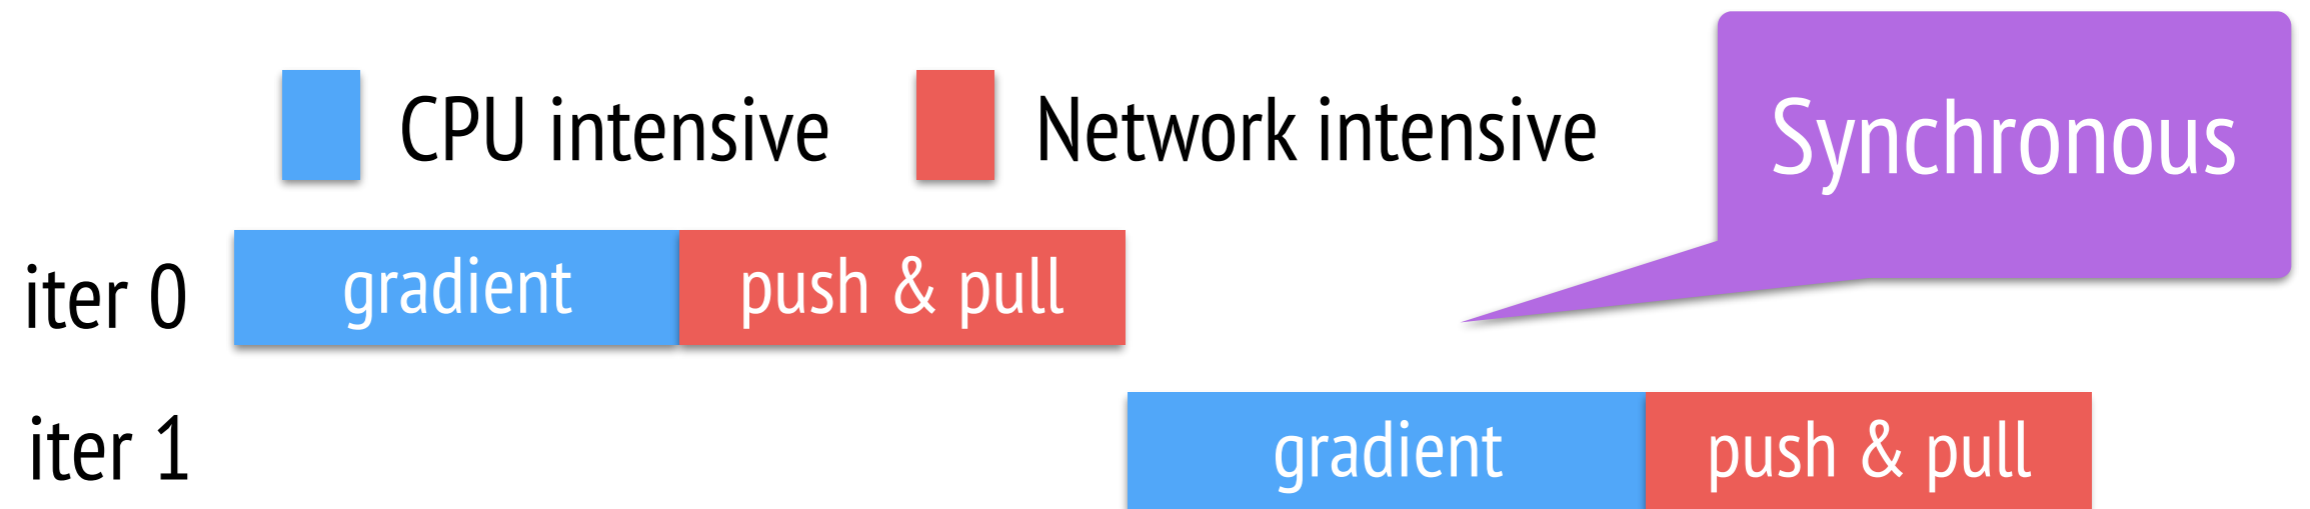 CPU intensive
Network intensive
Synchronous
iter 0
gradient
push & pull
iter 1
gradient
push & pull